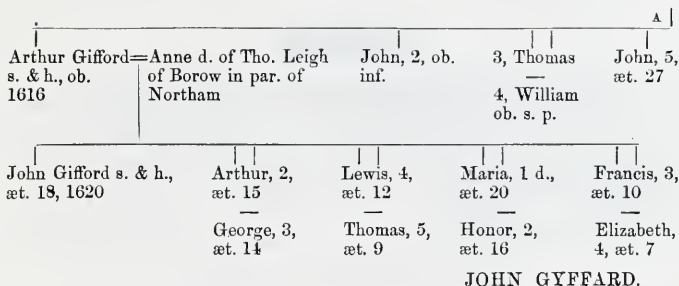 A
Arthur Gifford=Anne d. of Tho. Leigh
s. & h., ob. of Borow in par. of
1616 Northam
John, 2, ob.
inf.
3, Thomas
—
4, William
ob. s. p.
John, 5,
æt. 27
John Gifford s. & h.,
æt. 18, 1620
Arthur, 2,
æt. 15
—
George, 3,
æt. 14
Lewis, 4,
æt. 12
—
Thomas, 5,
æt. 9
Maria, 1 d.,
æt. 20
—
Honor, 2,
æt. 16
Francis, 3,
æt. 10
—
Elizabeth,
4, æt. 7
JOHN GYFFARD.